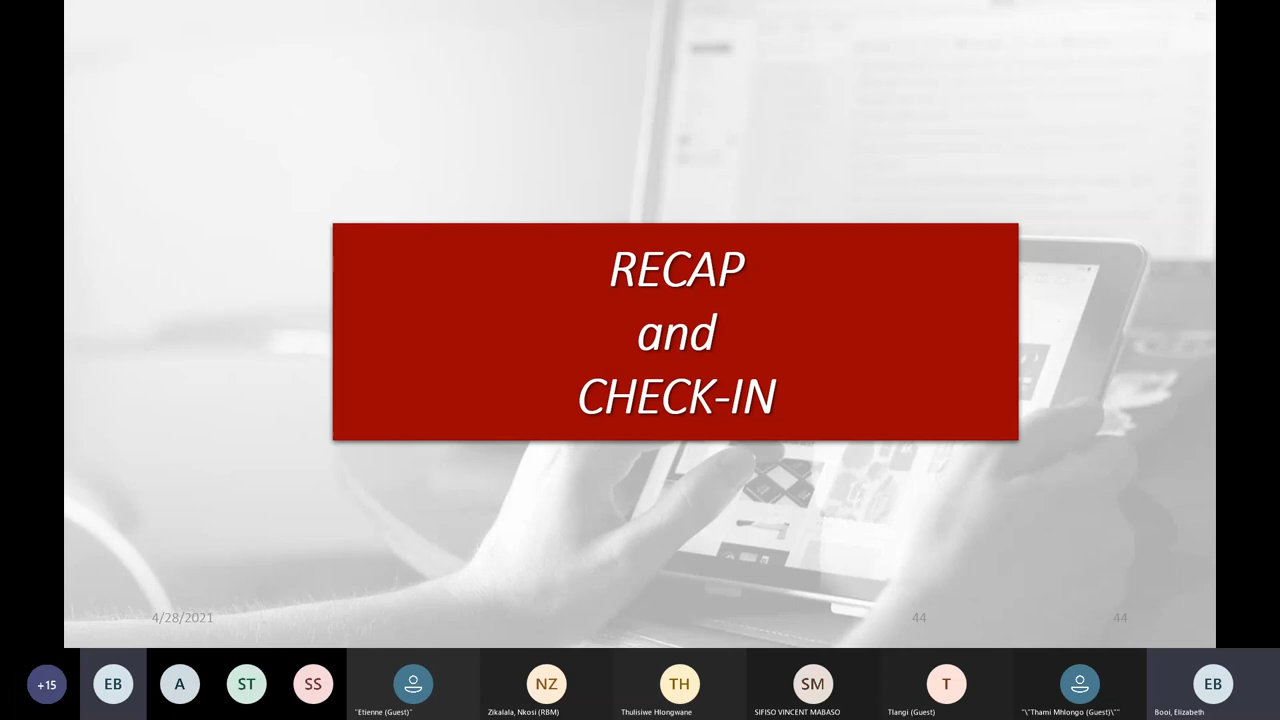 RECAP
and
CHECK-IN
4/28/2021
44
44
+15
EB
A
ST
SS
NZ
TH
SM
T
EB
"Etienne (Guest)"
Zikalala, Nkosi (RBM)
Thulisiwe Hlongwane
SIFISO VINCENT MABASO
Tlangi (Guest)
"\"Thami Mhlongo (Guest)\""
Booi, Elizabeth